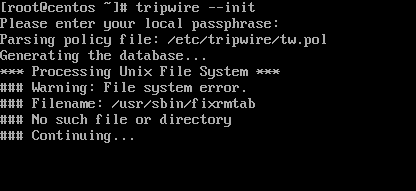 [root@centos ~]# tripwire --init
Please enter your local passphrase:
Parsing policy file: /etc/tripwire/tw.pol
Generating the database...
*** Processing Unix File System ***
### Warning: File system error.
### Filename: /usr/sbin/fixrmtab
### No such file or directory
### Continuing...